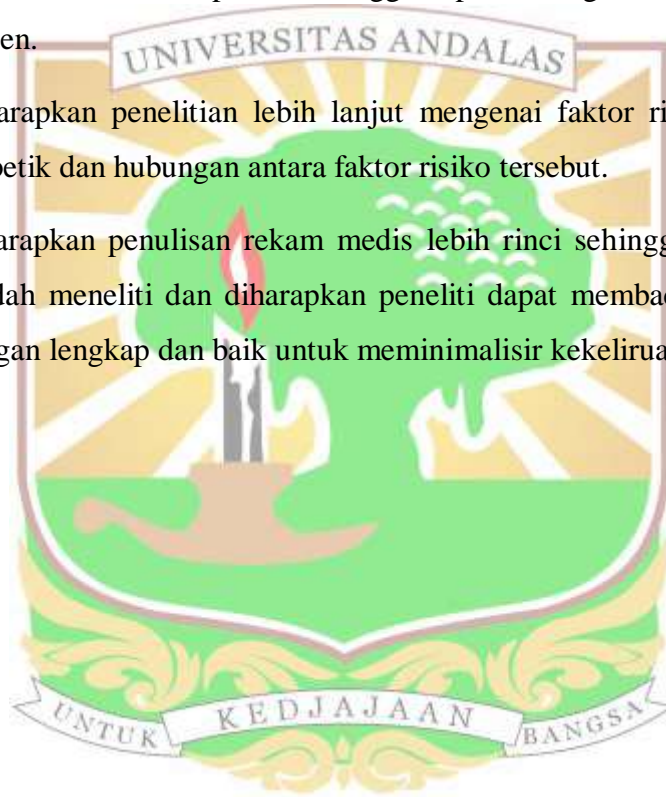 en.
UNIVERSITAS ANDALAS
arapkan penelitian lebih lanjut mengenai faktor ri
betik dan hubungan antara faktor risiko tersebut.
arapkan penulisan rekam medis lebih rinci sehingg
dah meneliti dan diharapkan peneliti dapat membac
gan lengkap dan baik untuk meminimalisir kekelirua
UNTUK KEDJAJAAN BANGSA